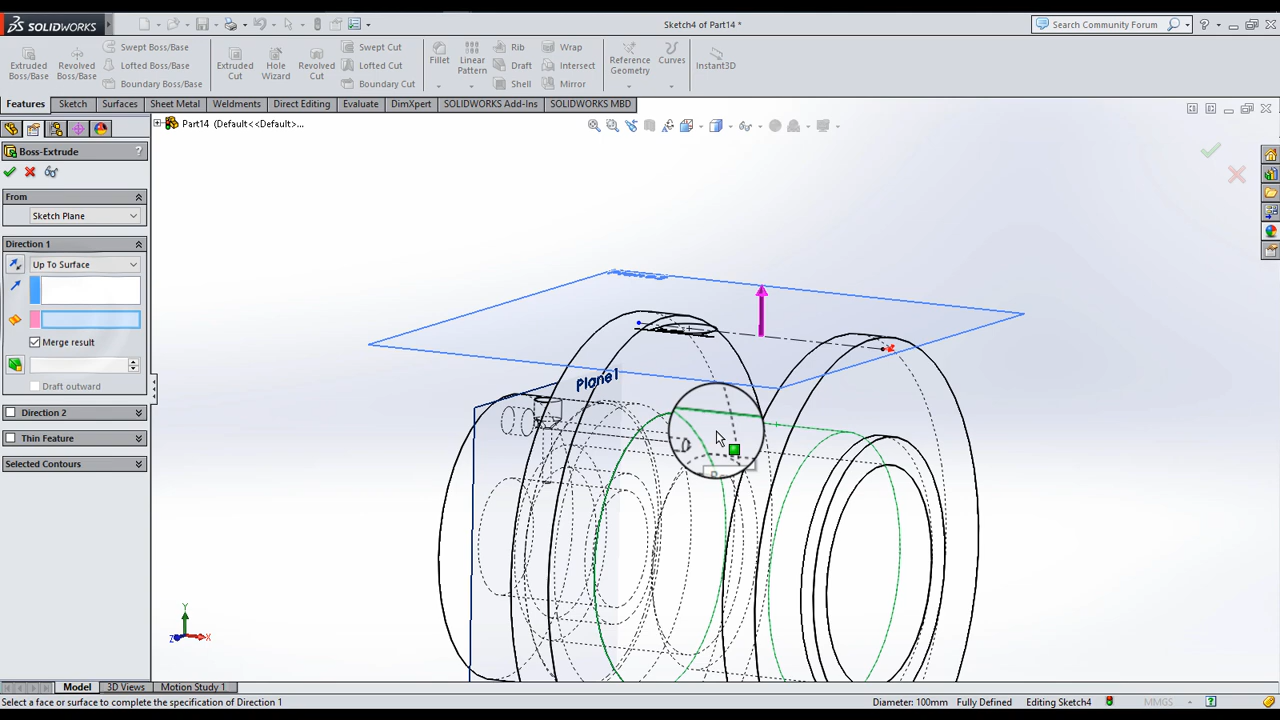 SOLIDWORKS
Sketch4 of Part14 *
Search Community Forum
Extruded Boss/Base
Revolved Boss/Base
Swept Boss/Base
Lofted Boss/Base
Boundary Boss/Base
Extruded Cut
Hole Wizard
Revolved Cut
Swept Cut
Lofted Cut
Boundary Cut
Fillet
Linear Pattern
Rib
Draft
Shell
Wrap
Intersect
Mirror
Reference Geometry
Curves
Instant3D
Features Sketch Surfaces Sheet Metal Weldments Direct Editing Evaluate DimXpert SOLIDWORKS Add-Ins SOLIDWORKS MBD
Part14 (Default<<Default>...
Boss-Extrude ?
From
Sketch Plane
Direction 1
Up To Surface
Merge result
Draft outward
Direction 2
Thin Feature
Selected Contours
Plane1
Y
Z X
Model 3D Views Motion Study 1
Select a face or surface to complete the specification of Direction 1 Diameter: 100mm Fully Defined Editing Sketch4 MMGS